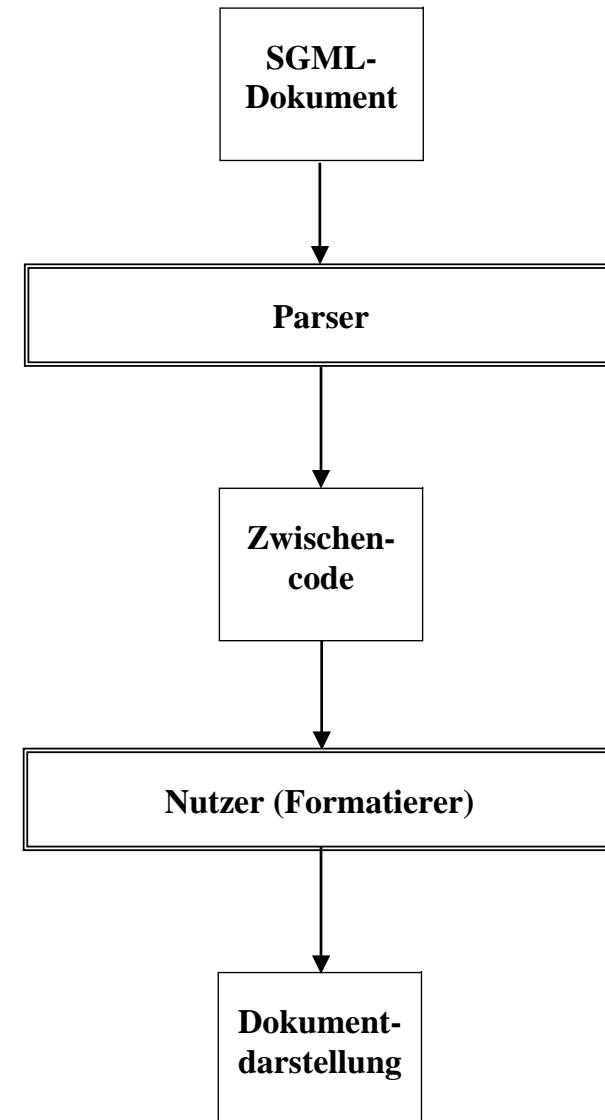 SGML-
Dokument
Parser
Zwischen-
code
Nutzer (Formatierer)
Dokument-
darstellung